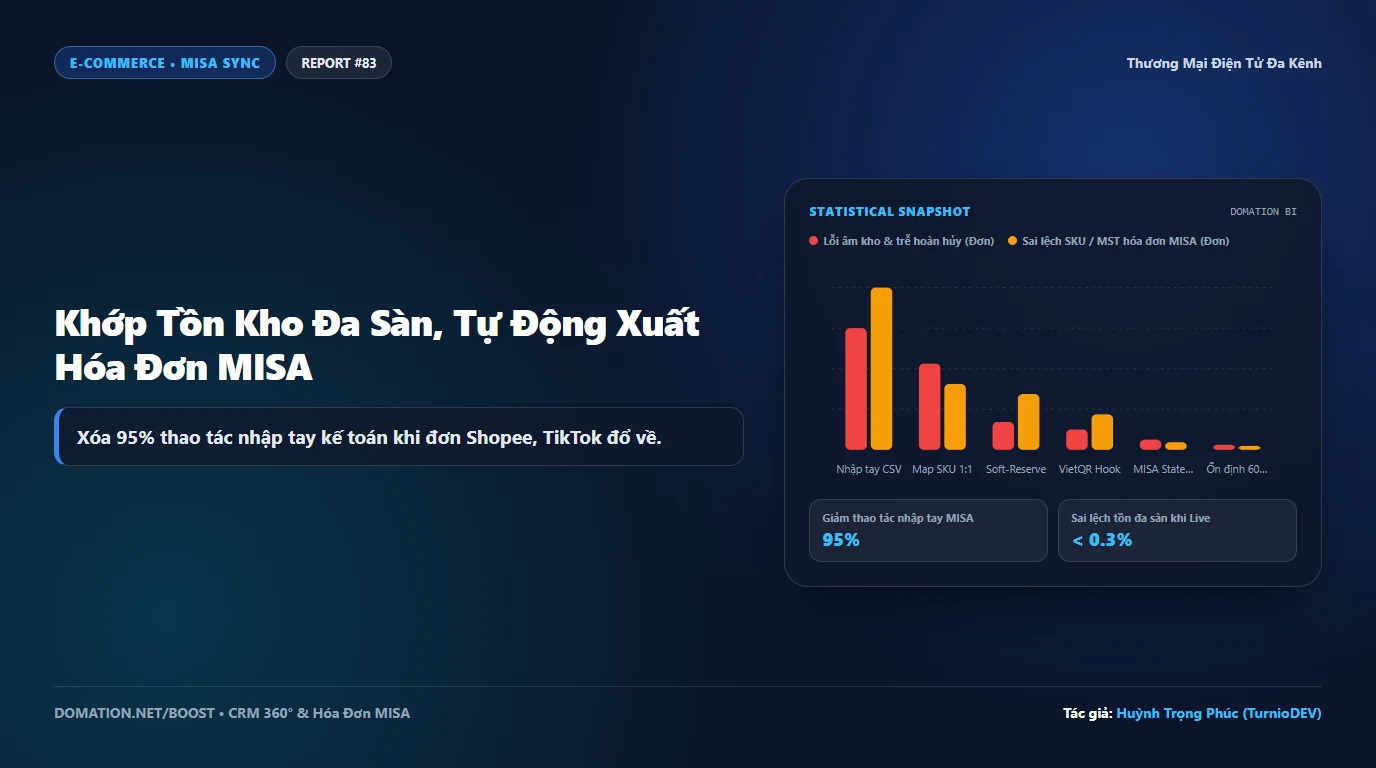 E-COMMERCE • MISA SYNC
REPORT #83
Thương Mại Điện Tử Đa Kênh
Khớp Tồn Kho Đa Sàn, Tự Động Xuất
Hóa Đơn MISA
Xóa 95% thao tác nhập tay kế toán khi đơn Shopee, TikTok đổ về.
STATISTICAL SNAPSHOT
DOMATION BI
Lỗi âm kho & trễ hoàn hủy (Đơn)
Sai lệch SKU / MST hóa đơn MISA (Đơn)
Nhập tay CSV
Map SKU 1:1
Soft-Reserve
VietQR Hook
MISA State...
Ổn định 60...
Giảm thao tác nhập tay MISA
95%
Sai lệch tồn đa sàn khi Live
< 0.3%
DOMATION.NET/BOOST • CRM 360° & Hóa Đơn MISA
Tác giả: Huỳnh Trọng Phúc (TurnioDEV)